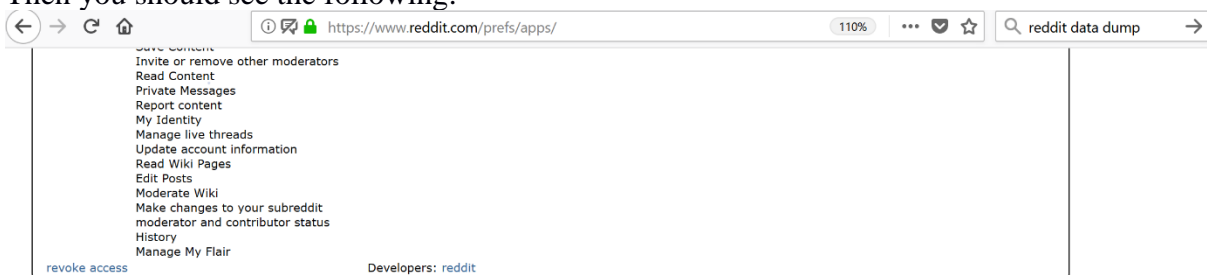 Then you should see the following:
https://www.reddit.com/prefs/apps/ 110% reddit data dump
Save Content
Invite or remove other moderators
Read Content
Private Messages
Report content
My Identity
Manage live threads
Update account information
Read Wiki Pages
Edit Posts
Moderate Wiki
Make changes to your subreddit
moderator and contributor status
History
Manage My Flair
revoke access Developers: reddit